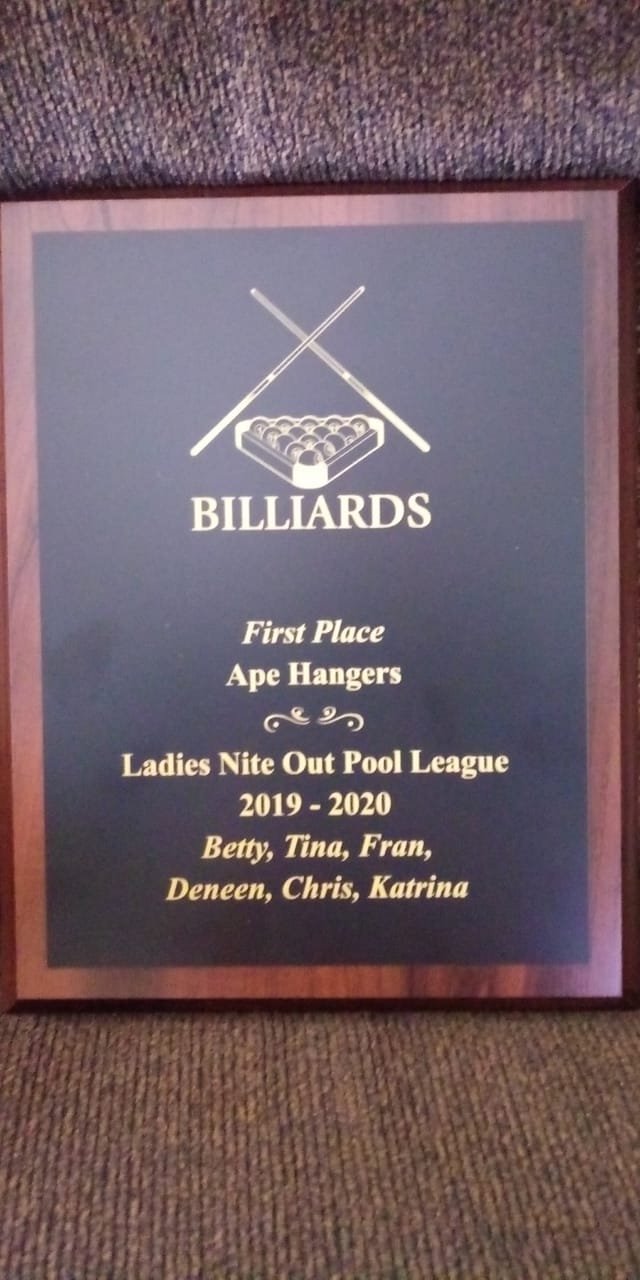 BILLIARDS
First Place
Ape Hangers
Ladies Nite Out Pool League
2019 - 2020
Betty, Tina, Fran,
Deneen, Chris, Katrina